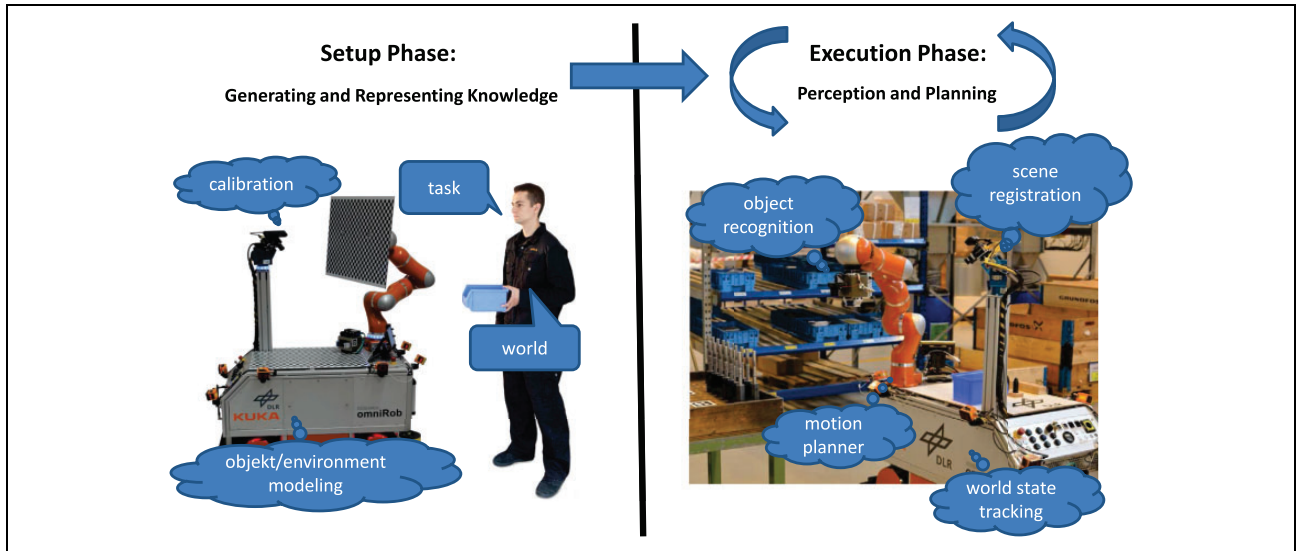 Setup Phase:
Generating and Representing Knowledge
calibration
task
world
DLR
KUKA
omniRob
objekt/environment
modeling
Execution Phase:
Perception and Planning
object
recognition
scene
registration
motion
planner
DLR
world state
tracking